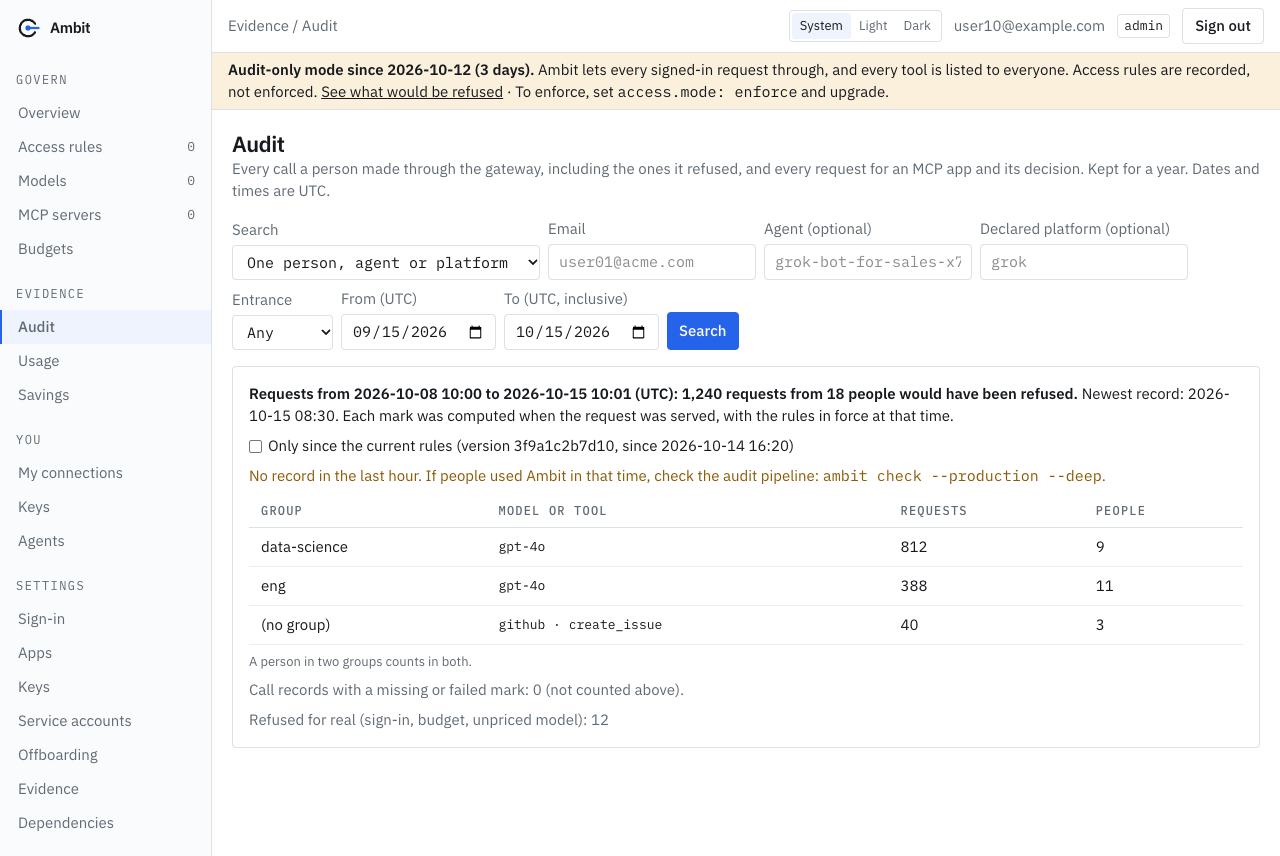 Ambit
Evidence / Audit
System Light Dark
user10@example.com
admin
Sign out
GOVERN
Overview
Access rules 0
Models 0
MCP servers 0
Budgets
EVIDENCE
Audit
Usage
Savings
YOU
My connections
Keys
Agents
SETTINGS
Sign-in
Apps
Keys
Service accounts
Offboarding
Evidence
Dependencies
Audit-only mode since 2026-10-12 (3 days). Ambit lets every signed-in request through, and every tool is listed to everyone. Access rules are recorded,
not enforced. See what would be refused · To enforce, set access.mode: enforce and upgrade.
Audit
Every call a person made through the gateway, including the ones it refused, and every request for an MCP app and its decision. Kept for a year. Dates and
times are UTC.
Search Email Agent (optional) Declared platform (optional)
One person, agent or platform user01@acme.com grok-bot-for-sales-x7 grok
Entrance From (UTC) To (UTC, inclusive)
Any 09/15/2026 10/15/2026 Search
Requests from 2026-10-08 10:00 to 2026-10-15 10:01 (UTC): 1,240 requests from 18 people would have been refused. Newest record: 2026-
10-15 08:30. Each mark was computed when the request was served, with the rules in force at that time.
Only since the current rules (version 3f9a1c2b7d10, since 2026-10-14 16:20)
No record in the last hour. If people used Ambit in that time, check the audit pipeline: ambit check --production --deep.
GROUP MODEL OR TOOL REQUESTS PEOPLE
data-science gpt-4o 812 9
eng gpt-4o 388 11
(no group) github · create_issue 40 3
A person in two groups counts in both.
Call records with a missing or failed mark: 0 (not counted above).
Refused for real (sign-in, budget, unpriced model): 12